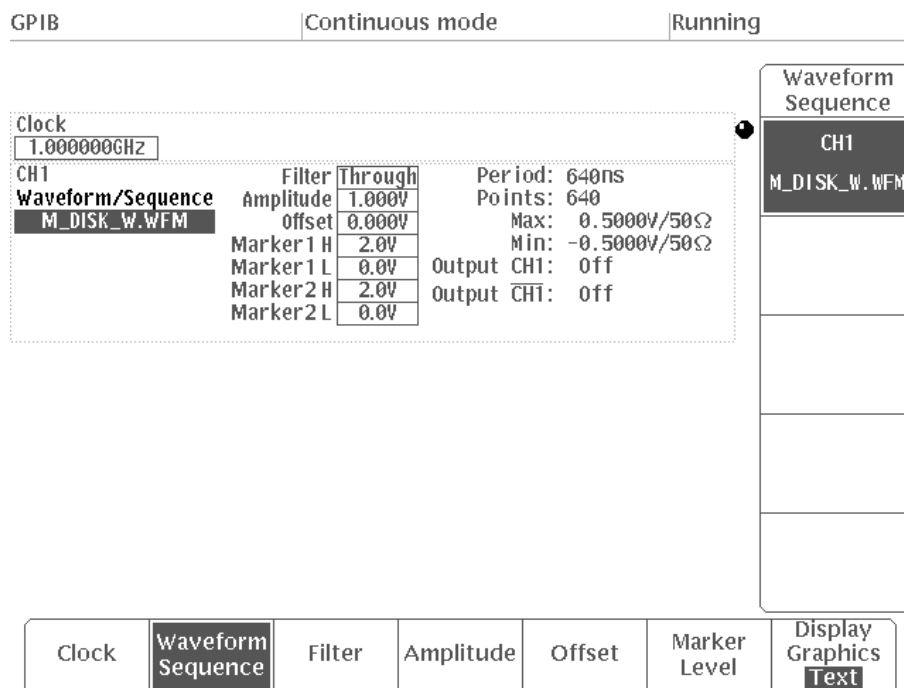 GPIB Continuous mode Running
Waveform
Sequence
CH1
M_DISK_W.WFM
Clock
1.000000GHz
CH1
Waveform/Sequence
M_DISK_W.WFM
Filter Through
Amplitude 1.000V
Offset 0.000V
Marker1 H 2.0V
Marker1 L 0.0V
Marker2 H 2.0V
Marker2 L 0.0V
Period: 640ns
Points: 640
Max: 0.5000V/50Ω
Min: -0.5000V/50Ω
Output CH1: Off
Output C̅H̅1̅: Off
Clock
Waveform
Sequence
Filter
Amplitude
Offset
Marker
Level
Display
Graphics
Text